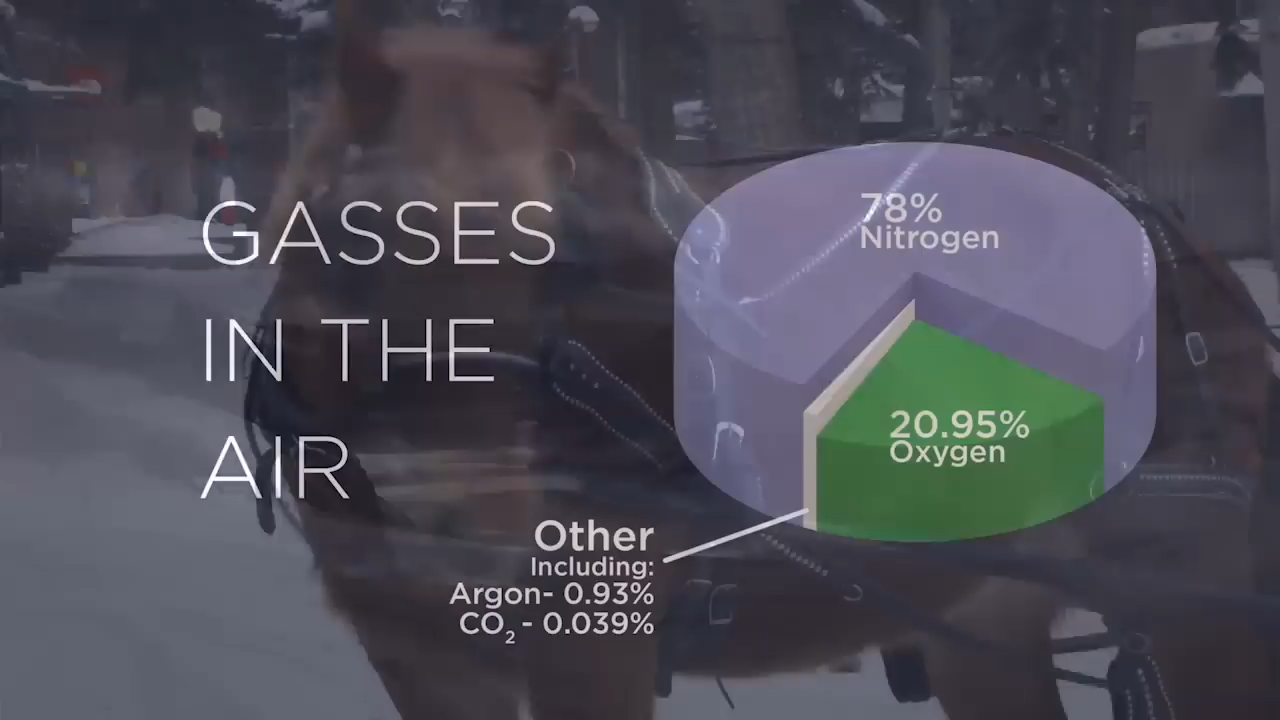 GASSES
IN THE
AIR
78%
Nitrogen
20.95%
Oxygen
Other
Including:
Argon- 0.93%
CO₂ - 0.039%